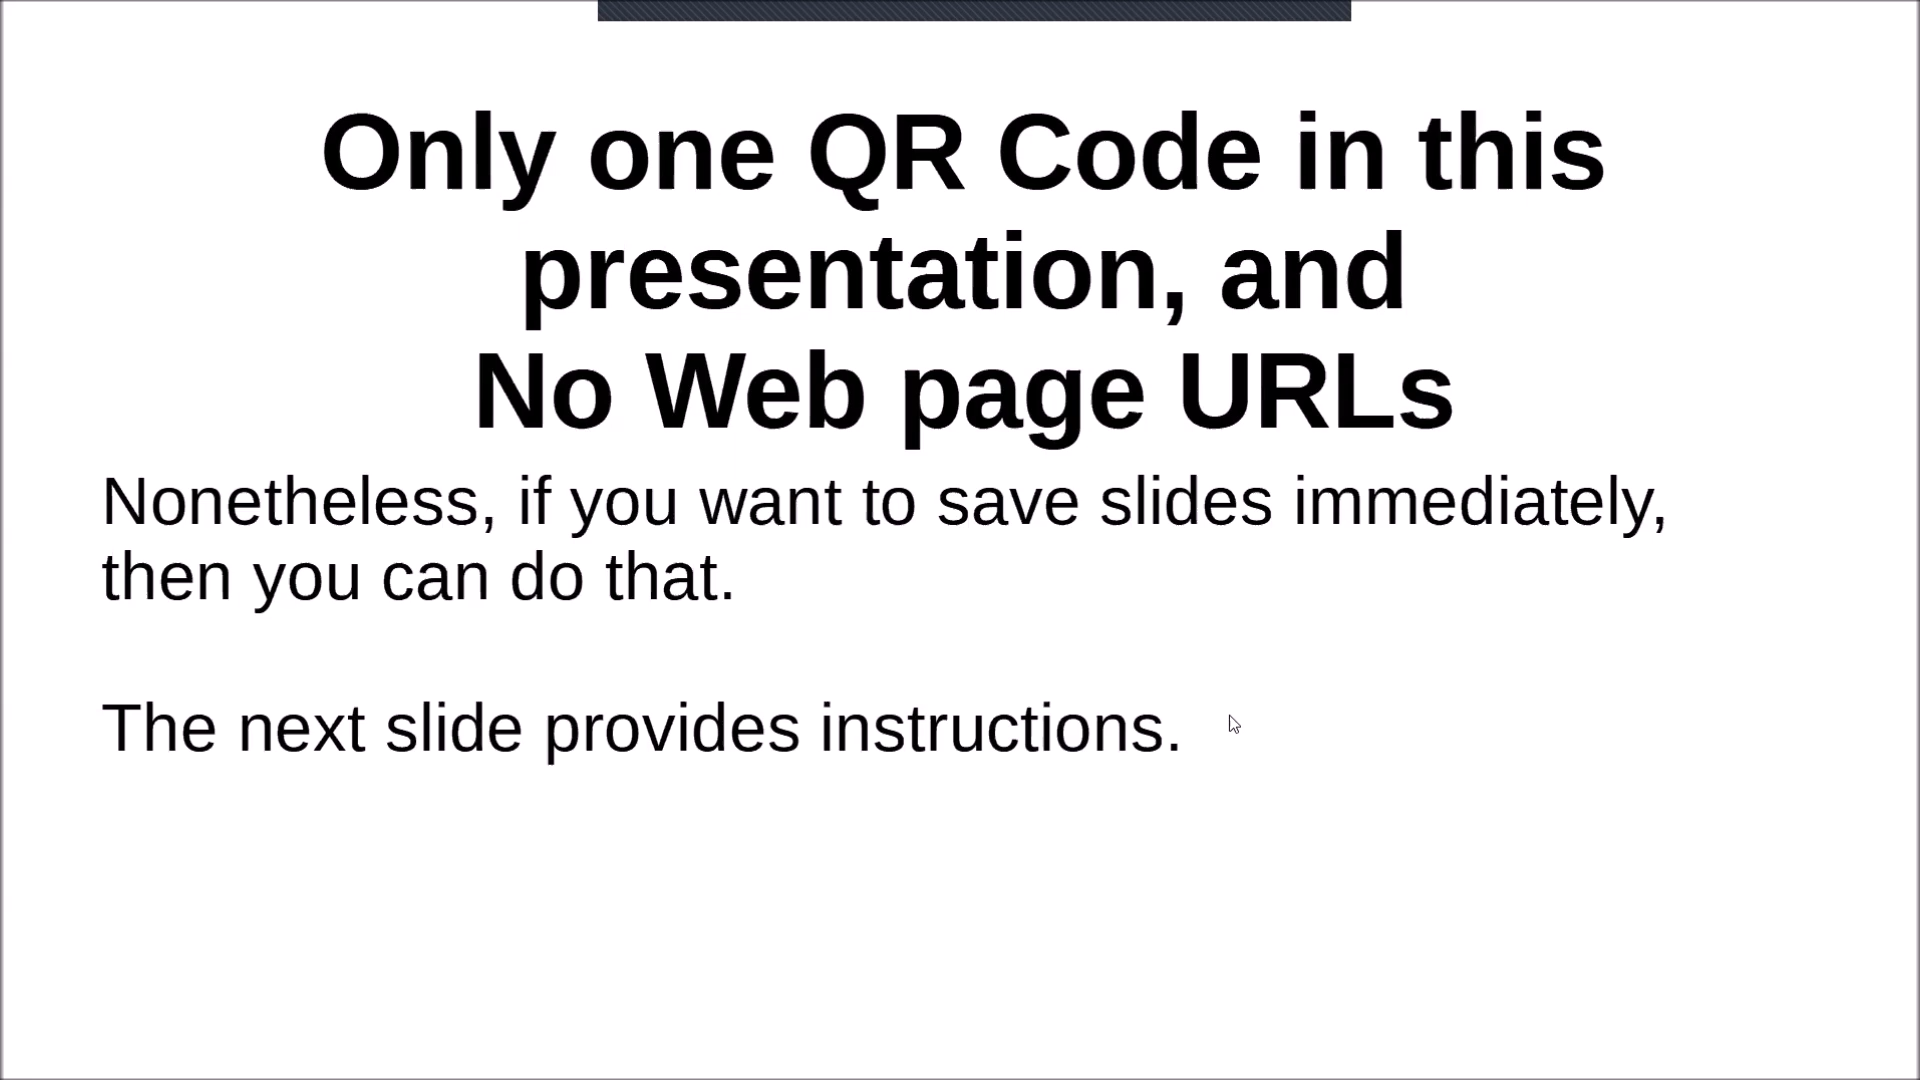 Only one QR Code in this
presentation, and
No Web page URLs
Nonetheless, if you want to save slides immediately,
then you can do that.
The next slide provides instructions.